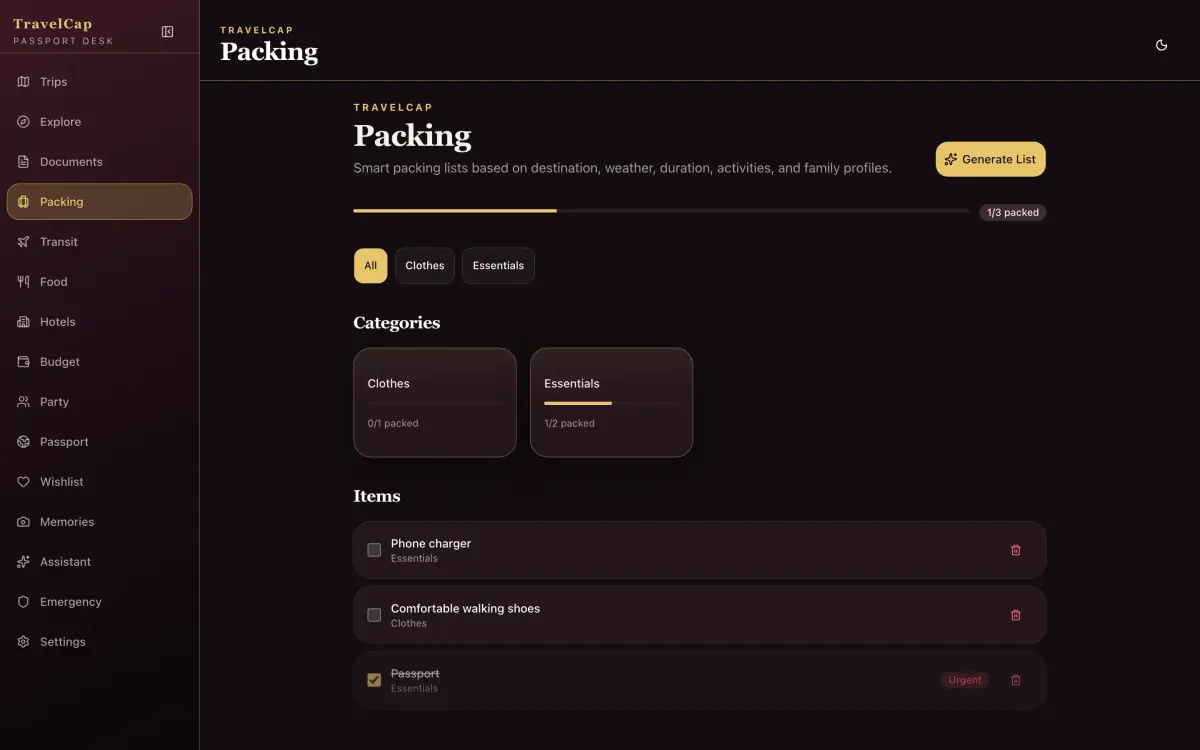 TravelCap
PASSPORT DESK
Trips
Explore
Documents
Packing
Transit
Food
Hotels
Budget
Party
Passport
Wishlist
Memories
Assistant
Emergency
Settings
TRAVELCAP
Packing
TRAVELCAP
Packing
Smart packing lists based on destination, weather, duration, activities, and family profiles.
Generate List
1/3 packed
All Clothes Essentials
Categories
Clothes
0/1 packed
Essentials
1/2 packed
Items
Phone charger
Essentials
Comfortable walking shoes
Clothes
Passport
Essentials
Urgent